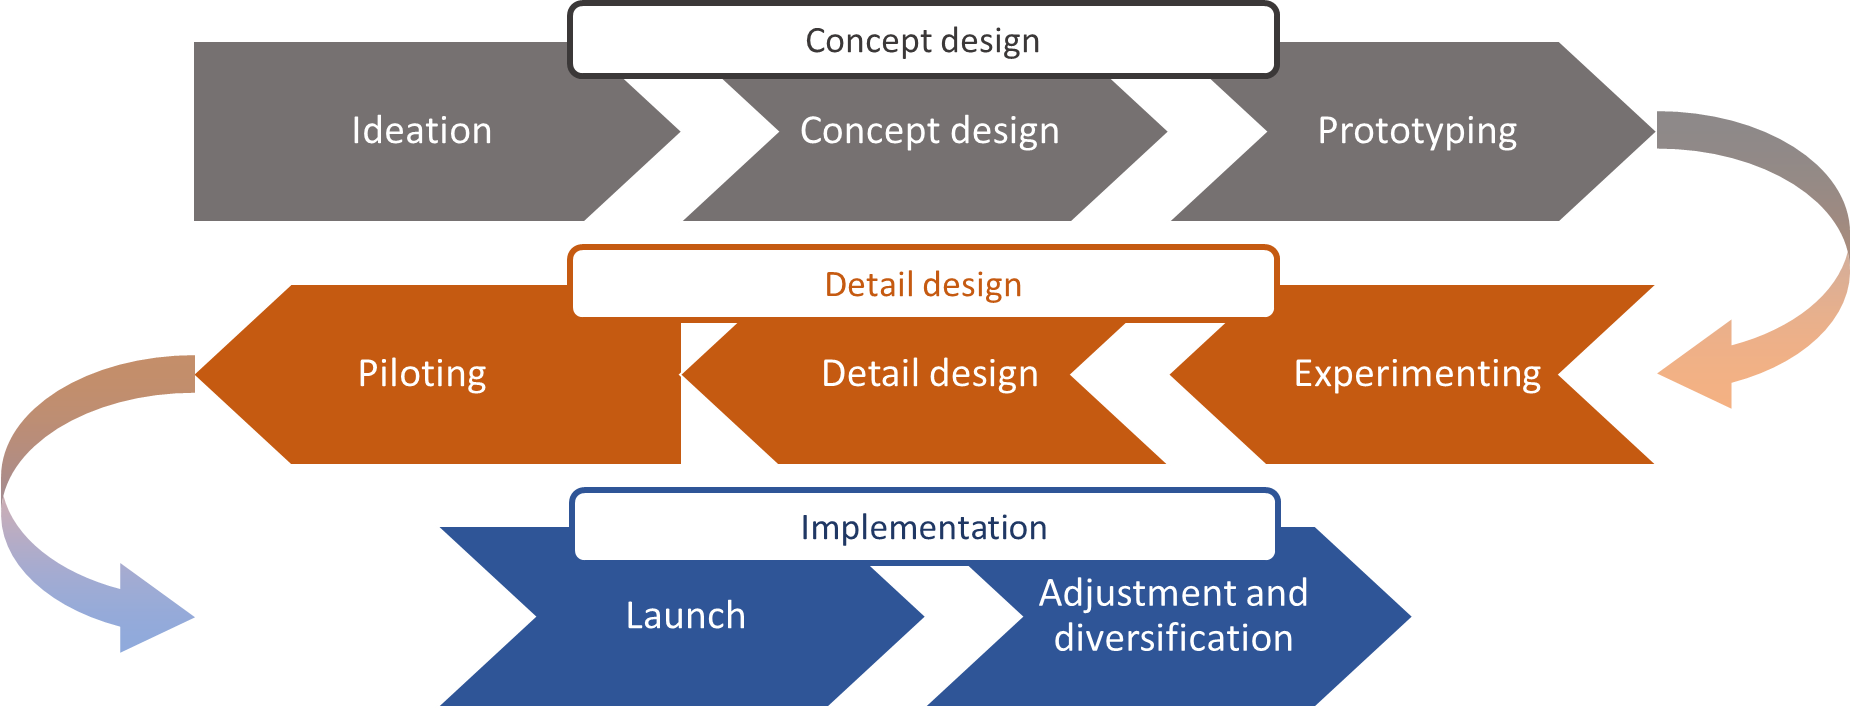 Concept design
Ideation
Concept design
Prototyping
Detail design
Piloting
Detail design
Experimenting
Implementation
Launch
Adjustment and
diversification